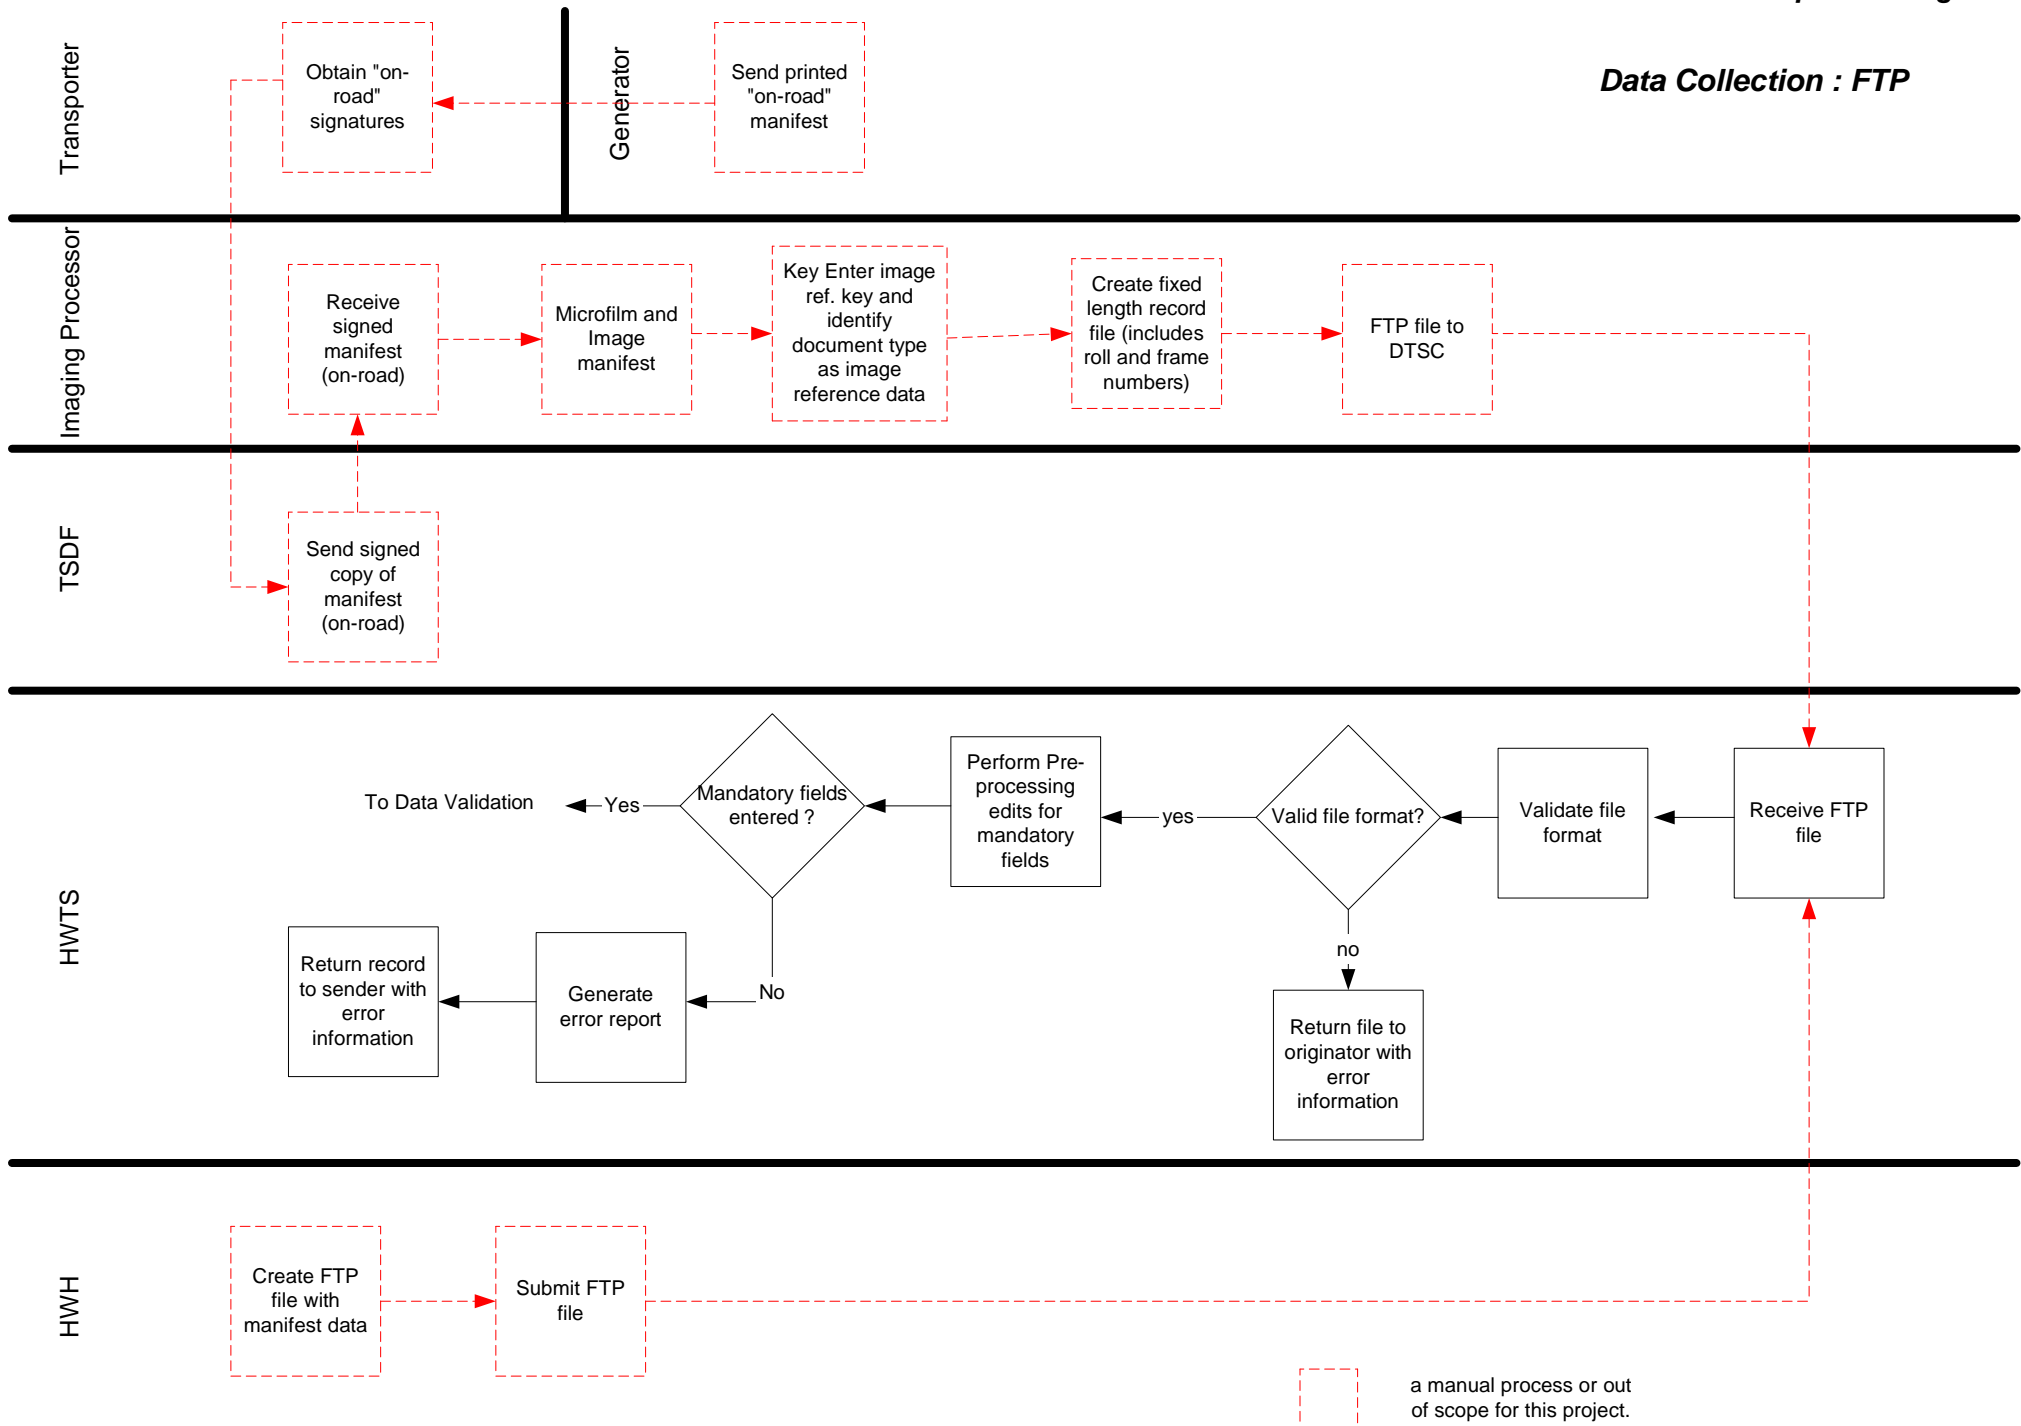 Data Collection : FTP
Transporter
Obtain "on-
road"
signatures
Generator
Send printed
"on-road"
manifest
Imaging Processor
Receive
signed
manifest
(on-road)
Microfilm and
Image
manifest
Key Enter image
ref. key and
identify
document type
as image
reference data
Create fixed
length record
file (includes
roll and frame
numbers)
FTP file to
DTSC
TSDF
Send signed
copy of
manifest
(on-road)
HWTS
To Data Validation
Yes
Mandatory fields
entered ?
Perform Pre-
processing
edits for
mandatory
fields
yes
Valid file format?
Validate file
format
Receive FTP
file
no
No
Return record
to sender with
error
information
Generate
error report
Return file to
originator with
error
information
HWH
Create FTP
file with
manifest data
Submit FTP
file
a manual process or out
of scope for this project.